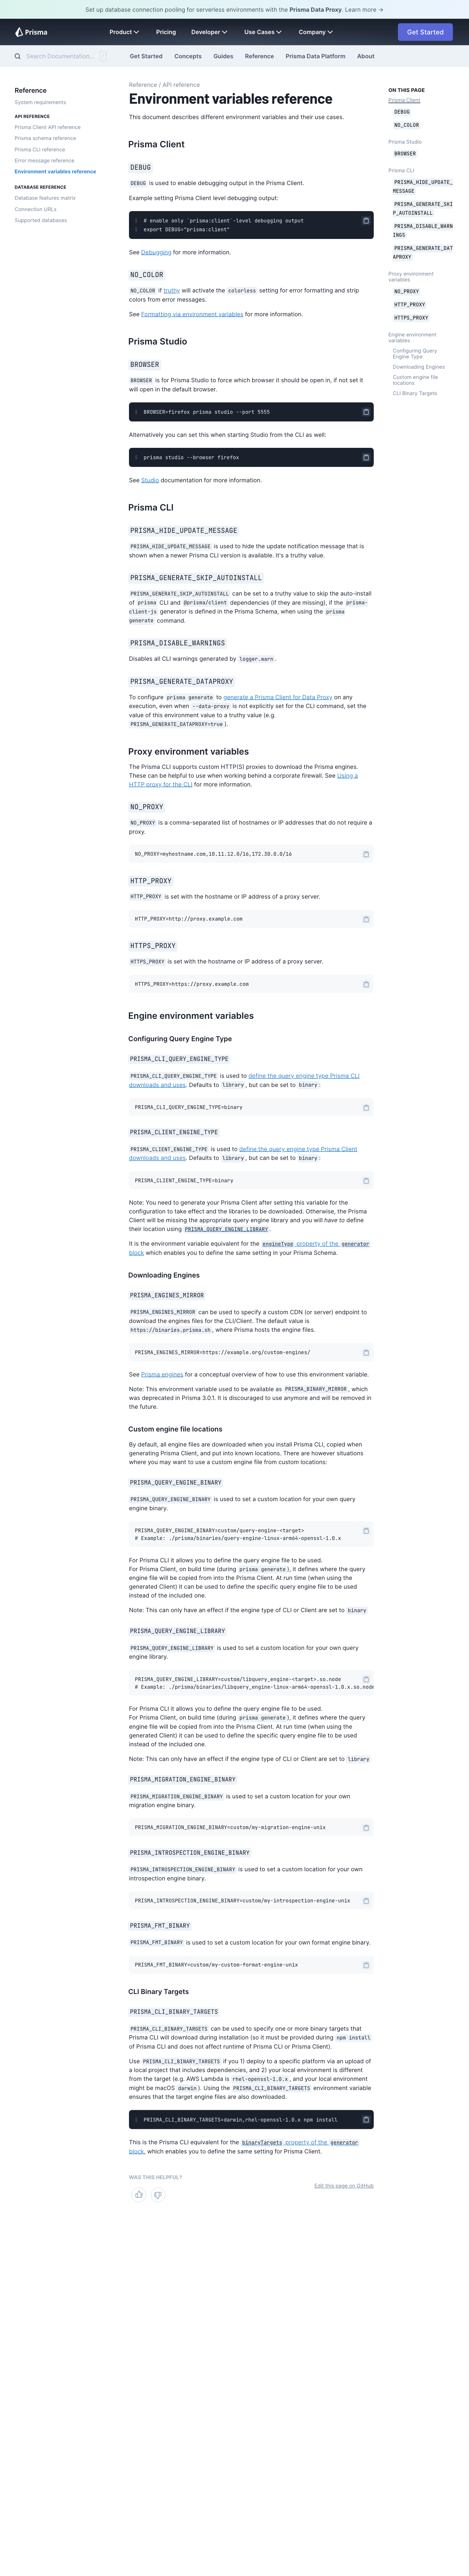 Set up database connection pooling for serverless environments with the Prisma Data Proxy. Learn more →
Prisma
Product
Pricing
Developer
Use Cases
Company
Get Started
Search Documentation...
/
Get Started
Concepts
Guides
Reference
Prisma Data Platform
About
Reference
System requirements
API REFERENCE
Prisma Client API reference
Prisma schema reference
Prisma CLI reference
Error message reference
Environment variables reference
DATABASE REFERENCE
Database features matrix
Connection URLs
Supported databases
Reference / API reference
Environment variables reference
This document describes different environment variables and their use cases.
Prisma Client
DEBUG
DEBUG is used to enable debugging output in the Prisma Client.
Example setting Prisma Client level debugging output:
$ # enable only `prisma:client`-level debugging output
$ export DEBUG="prisma:client"
See Debugging for more information.
NO_COLOR
NO_COLOR if truthy will activate the colorless setting for error formatting and strip
colors from error messages.
See Formatting via environment variables for more information.
Prisma Studio
BROWSER
BROWSER is for Prisma Studio to force which browser it should be open in, if not set it
will open in the default browser.
$ BROWSER=firefox prisma studio --port 5555
Alternatively you can set this when starting Studio from the CLI as well:
$ prisma studio --browser firefox
See Studio documentation for more information.
Prisma CLI
PRISMA_HIDE_UPDATE_MESSAGE
PRISMA_HIDE_UPDATE_MESSAGE is used to hide the update notification message that is
shown when a newer Prisma CLI version is available. It's a truthy value.
PRISMA_GENERATE_SKIP_AUTOINSTALL
PRISMA_GENERATE_SKIP_AUTOINSTALL can be set to a truthy value to skip the auto-install
of prisma CLI and @prisma/client dependencies (if they are missing), if the prisma-
client-js generator is defined in the Prisma Schema, when using the prisma
generate command.
PRISMA_DISABLE_WARNINGS
Disables all CLI warnings generated by logger.warn.
PRISMA_GENERATE_DATAPROXY
To configure prisma generate to generate a Prisma Client for Data Proxy on any
execution, even when --data-proxy is not explicitly set for the CLI command, set the
value of this environment value to a truthy value (e.g.
PRISMA_GENERATE_DATAPROXY=true).
Proxy environment variables
The Prisma CLI supports custom HTTP(S) proxies to download the Prisma engines.
These can be helpful to use when working behind a corporate firewall. See Using a
HTTP proxy for the CLI for more information.
NO_PROXY
NO_PROXY is a comma-separated list of hostnames or IP addresses that do not require a
proxy.
NO_PROXY=myhostname.com,10.11.12.0/16,172.30.0.0/16
HTTP_PROXY
HTTP_PROXY is set with the hostname or IP address of a proxy server.
HTTP_PROXY=http://proxy.example.com
HTTPS_PROXY
HTTPS_PROXY is set with the hostname or IP address of a proxy server.
HTTPS_PROXY=https://proxy.example.com
Engine environment variables
Configuring Query Engine Type
PRISMA_CLI_QUERY_ENGINE_TYPE
PRISMA_CLI_QUERY_ENGINE_TYPE is used to define the query engine type Prisma CLI
downloads and uses. Defaults to library, but can be set to binary:
PRISMA_CLI_QUERY_ENGINE_TYPE=binary
PRISMA_CLIENT_ENGINE_TYPE
PRISMA_CLIENT_ENGINE_TYPE is used to define the query engine type Prisma Client
downloads and uses. Defaults to library, but can be set to binary:
PRISMA_CLIENT_ENGINE_TYPE=binary
Note: You need to generate your Prisma Client after setting this variable for the
configuration to take effect and the libraries to be downloaded. Otherwise, the Prisma
Client will be missing the appropriate query engine library and you will have to define
their location using PRISMA_QUERY_ENGINE_LIBRARY.
It is the environment variable equivalent for the engineType property of the generator
block which enables you to define the same setting in your Prisma Schema.
Downloading Engines
PRISMA_ENGINES_MIRROR
PRISMA_ENGINES_MIRROR can be used to specify a custom CDN (or server) endpoint to
download the engines files for the CLI/Client. The default value is
https://binaries.prisma.sh, where Prisma hosts the engine files.
PRISMA_ENGINES_MIRROR=https://example.org/custom-engines/
See Prisma engines for a conceptual overview of how to use this environment variable.
Note: This environment variable used to be available as PRISMA_BINARY_MIRROR, which
was deprecated in Prisma 3.0.1. It is discouraged to use anymore and will be removed in
the future.
Custom engine file locations
By default, all engine files are downloaded when you install Prisma CLI, copied when
generating Prisma Client, and put into known locations. There are however situations
where you may want to use a custom engine file from custom locations:
PRISMA_QUERY_ENGINE_BINARY
PRISMA_QUERY_ENGINE_BINARY is used to set a custom location for your own query
engine binary.
PRISMA_QUERY_ENGINE_BINARY=custom/query-engine-<target>
# Example: ./prisma/binaries/query-engine-linux-arm64-openssl-1.0.x
For Prisma CLI it allows you to define the query engine file to be used.
For Prisma Client, on build time (during prisma generate), it defines where the query
engine file will be copied from into the Prisma Client. At run time (when using the
generated Client) it can be used to define the specific query engine file to be used
instead of the included one.
Note: This can only have an effect if the engine type of CLI or Client are set to binary
PRISMA_QUERY_ENGINE_LIBRARY
PRISMA_QUERY_ENGINE_LIBRARY is used to set a custom location for your own query
engine library.
PRISMA_QUERY_ENGINE_LIBRARY=custom/libquery_engine-<target>.so.node
# Example: ./prisma/binaries/libquery_engine-linux-arm64-openssl-1.0.x.so.node
For Prisma CLI it allows you to define the query engine file to be used.
For Prisma Client, on build time (during prisma generate), it defines where the query
engine file will be copied from into the Prisma Client. At run time (when using the
generated Client) it can be used to define the specific query engine file to be used
instead of the included one.
Note: This can only have an effect if the engine type of CLI or Client are set to library
PRISMA_MIGRATION_ENGINE_BINARY
PRISMA_MIGRATION_ENGINE_BINARY is used to set a custom location for your own
migration engine binary.
PRISMA_MIGRATION_ENGINE_BINARY=custom/my-migration-engine-unix
PRISMA_INTROSPECTION_ENGINE_BINARY
PRISMA_INTROSPECTION_ENGINE_BINARY is used to set a custom location for your own
introspection engine binary.
PRISMA_INTROSPECTION_ENGINE_BINARY=custom/my-introspection-engine-unix
PRISMA_FMT_BINARY
PRISMA_FMT_BINARY is used to set a custom location for your own format engine binary.
PRISMA_FMT_BINARY=custom/my-custom-format-engine-unix
CLI Binary Targets
PRISMA_CLI_BINARY_TARGETS
PRISMA_CLI_BINARY_TARGETS can be used to specify one or more binary targets that
Prisma CLI will download during installation (so it must be provided during npm install
of Prisma CLI and does not affect runtime of Prisma CLI or Prisma Client).
Use PRISMA_CLI_BINARY_TARGETS if you 1) deploy to a specific platform via an upload of
a local project that includes dependencies, and 2) your local environment is different
from the target (e.g. AWS Lambda is rhel-openssl-1.0.x, and your local environment
might be macOS darwin). Using the PRISMA_CLI_BINARY_TARGETS environment variable
ensures that the target engine files are also downloaded.
$ PRISMA_CLI_BINARY_TARGETS=darwin,rhel-openssl-1.0.x npm install
This is the Prisma CLI equivalent for the binaryTargets property of the generator
block, which enables you to define the same setting for Prisma Client.
WAS THIS HELPFUL?
Edit this page on GitHub
ON THIS PAGE
Prisma Client
DEBUG
NO_COLOR
Prisma Studio
BROWSER
Prisma CLI
PRISMA_HIDE_UPDATE_
MESSAGE
PRISMA_GENERATE_SKI
P_AUTOINSTALL
PRISMA_DISABLE_WARN
INGS
PRISMA_GENERATE_DAT
APROXY
Proxy environment
variables
NO_PROXY
HTTP_PROXY
HTTPS_PROXY
Engine environment
variables
Configuring Query
Engine Type
Downloading Engines
Custom engine file
locations
CLI Binary Targets